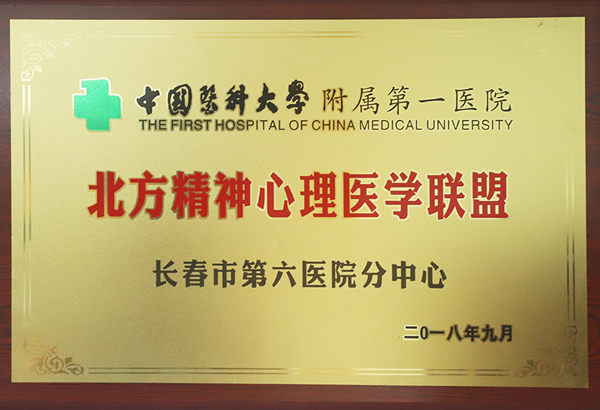 中国医科大学 附属第一医院
THE FIRST HOSPITAL OF CHINA MEDICAL UNIVERSITY
北方精神心理医学联盟
长春市第六医院分中心
二〇一八年九月